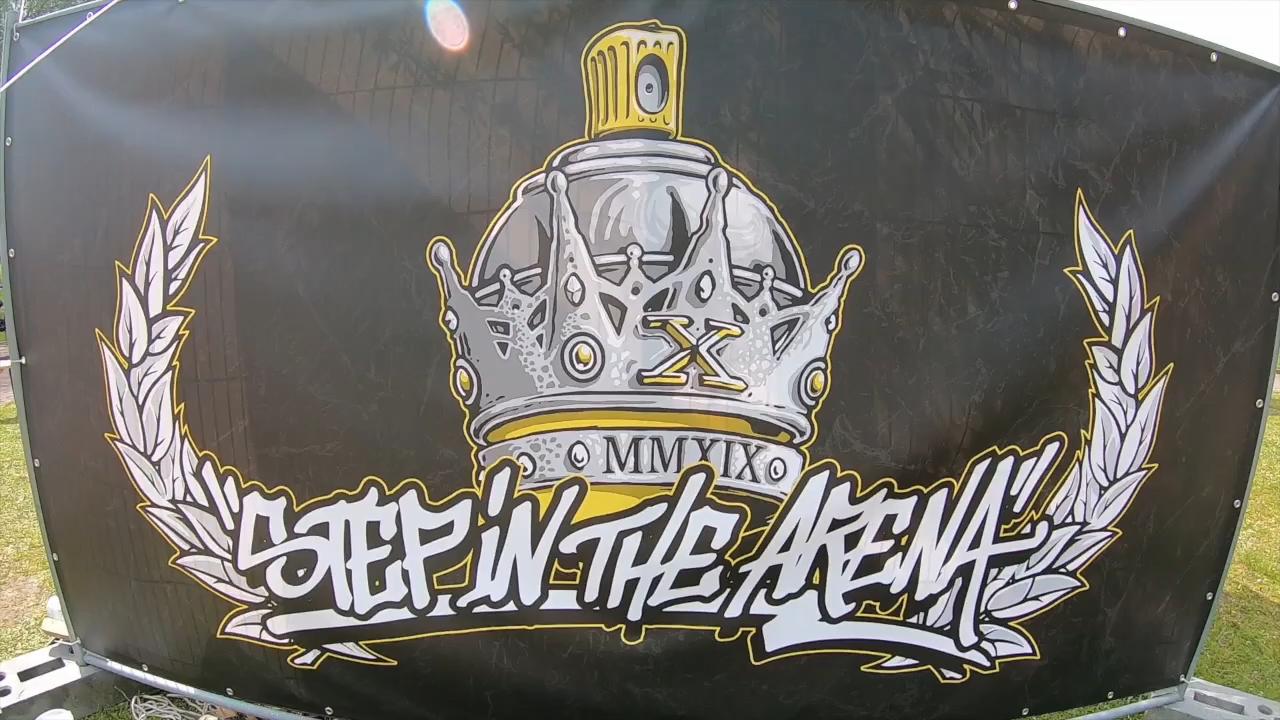 X
MMXIX
"STEP iN THE ARENA"